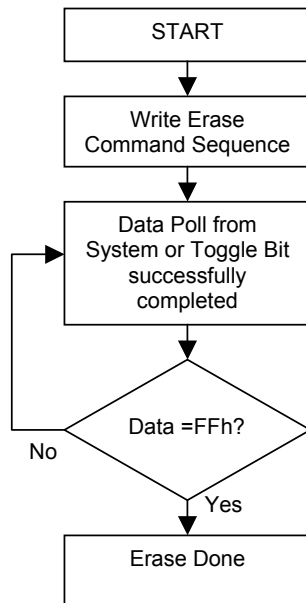 START
Write Erase
Command Sequence
Data Poll from
System or Toggle Bit
successfully
completed
Data =FFh?
No
Yes
Erase Done